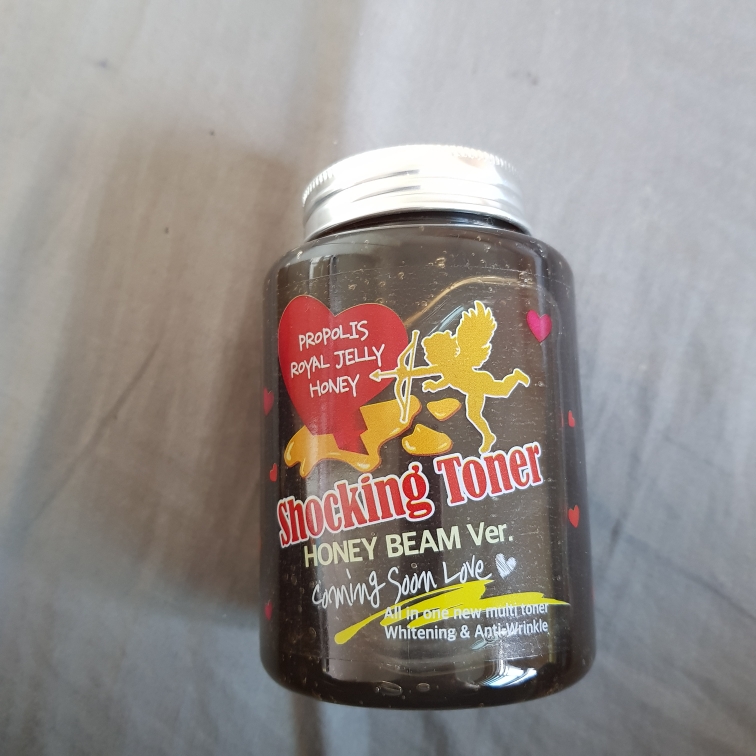 PROPOLIS
ROYAL JELLY
HONEY
Shocking Toner
HONEY BEAM Ver.
Coming Soon Love
All in one new multi toner
Whitening & Anti-Wrinkle